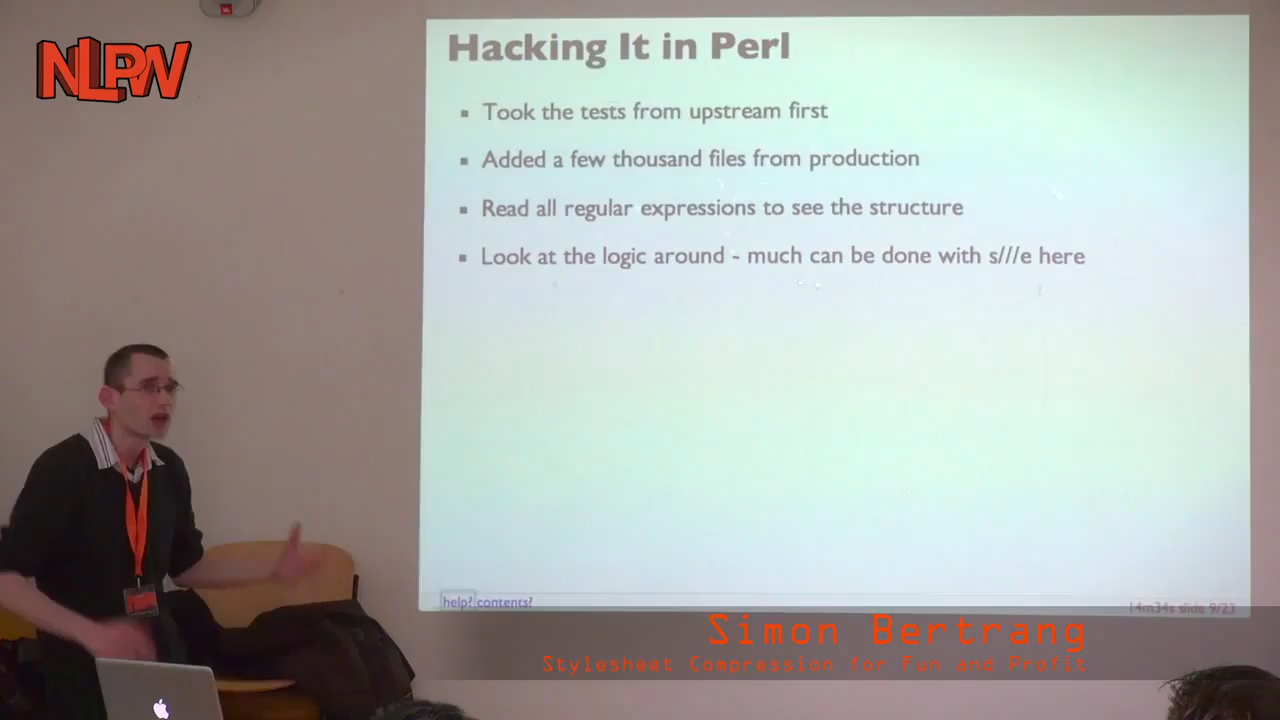 NLPW
Hacking It in Perl
Took the tests from upstream first
Added a few thousand files from production
Read all regular expressions to see the structure
Look at the logic around - much can be done with s///e here
help? contents?
14m34s slide 9/23
Simon Bertrang
Stylesheet Compression for Fun and Profit